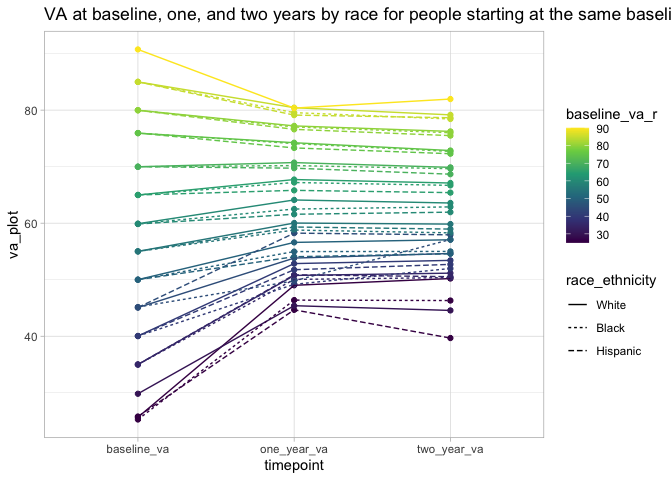 VA at baseline, one, and two years by race for people starting at the same baseli
80
60
40
va_plot
baseline_va
one_year_va
two_year_va
timepoint
baseline_va_r
90
80
70
60
50
40
30
race_ethnicity
White
Black
Hispanic